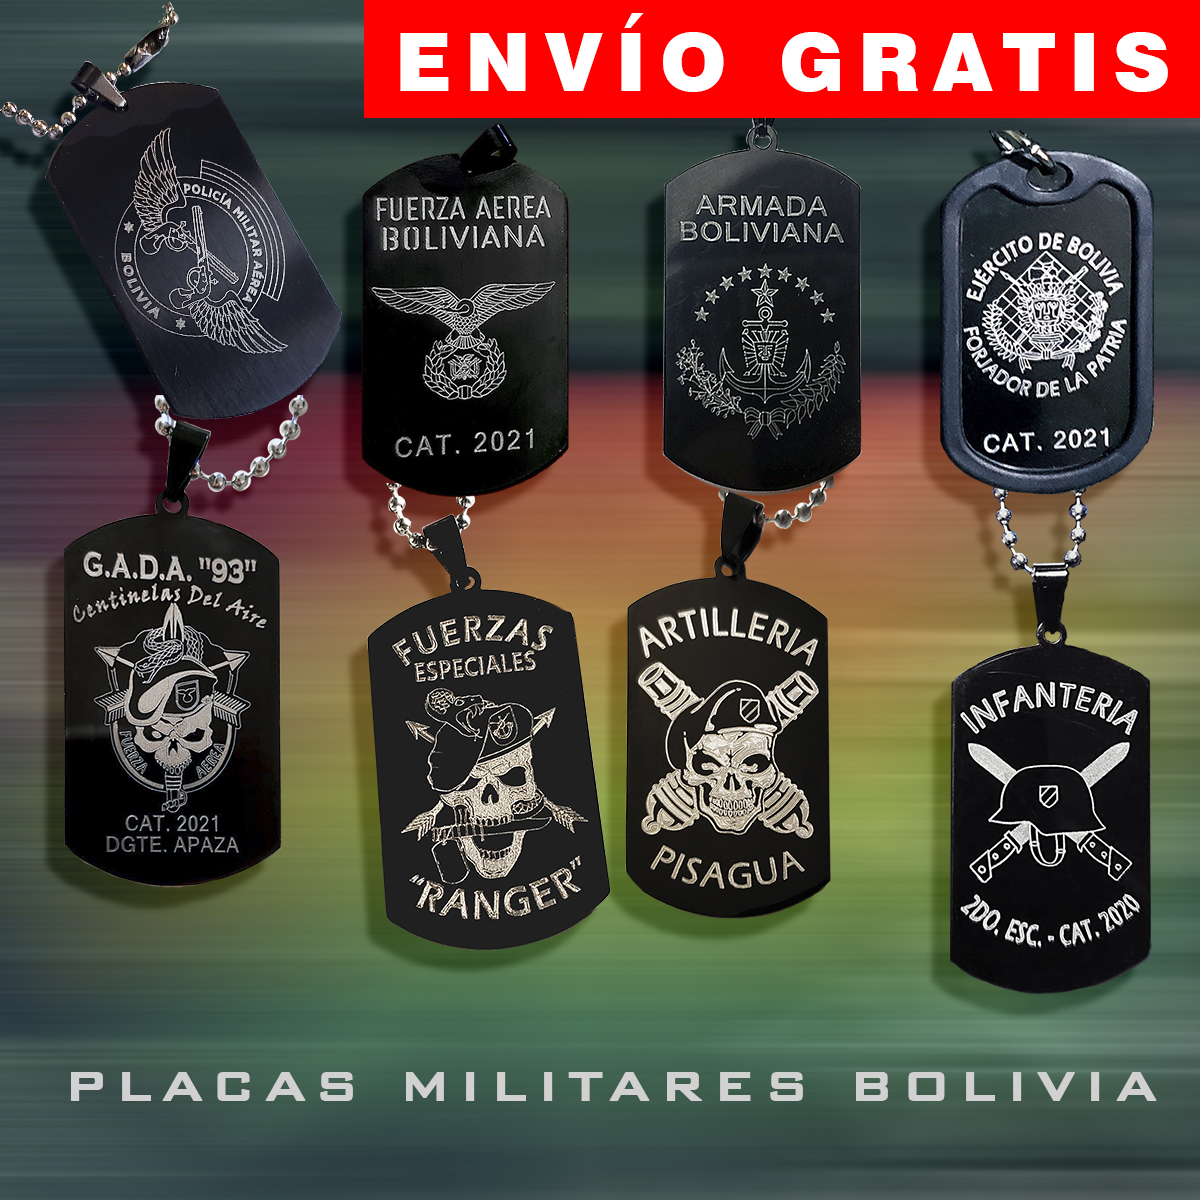 ENVÍO GRATIS
POLICÍA MILITAR AÉREA
BOLIVIA
FUERZA AEREA
BOLIVIANA
CAT. 2021
ARMADA
BOLIVIANA
EJÉRCITO DE BOLIVIA
FORJADOR DE LA PATRIA
CAT. 2021
G.A.D.A. "93"
Centinelas Del Aire
FUERZA AEREA
CAT. 2021
DGTE. APAZA
FUERZAS
ESPECIALES
"RANGER"
ARTILLERIA
PISAGUA
INFANTERIA
2DO. ESC. - CAT. 2020
PLACAS MILITARES BOLIVIA